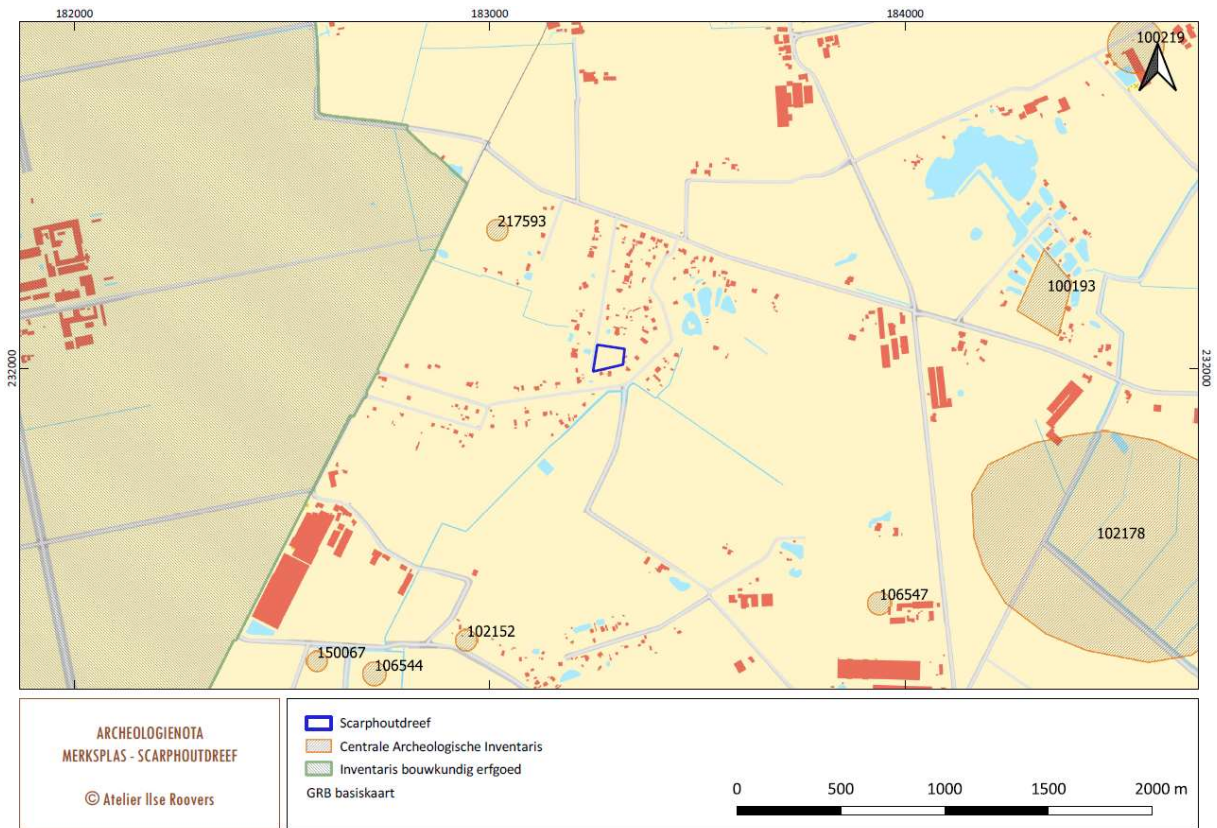 182000
183000
184000
100219
217593
100193
232000
232000
102178
106547
102152
150067
106544
ARCHEOLOGIENOTA
MERKSPLAS - SCARPHOUTDREEF
© Atelier Ilse Roovers
Scarphoutdreef
Centrale Archeologische Inventaris
Inventaris bouwkundig erfgoed
GRB basiskaart
0 500 1000 1500 2000 m